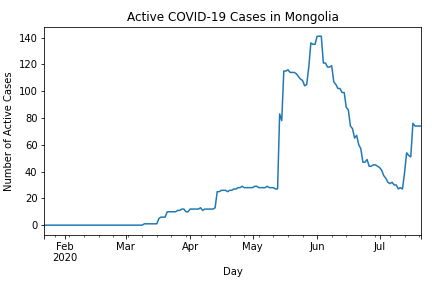 Active COVID-19 Cases in Mongolia
Number of Active Cases
140
120
100
80
60
40
20
0
Feb Mar Apr May Jun Jul
2020
Day